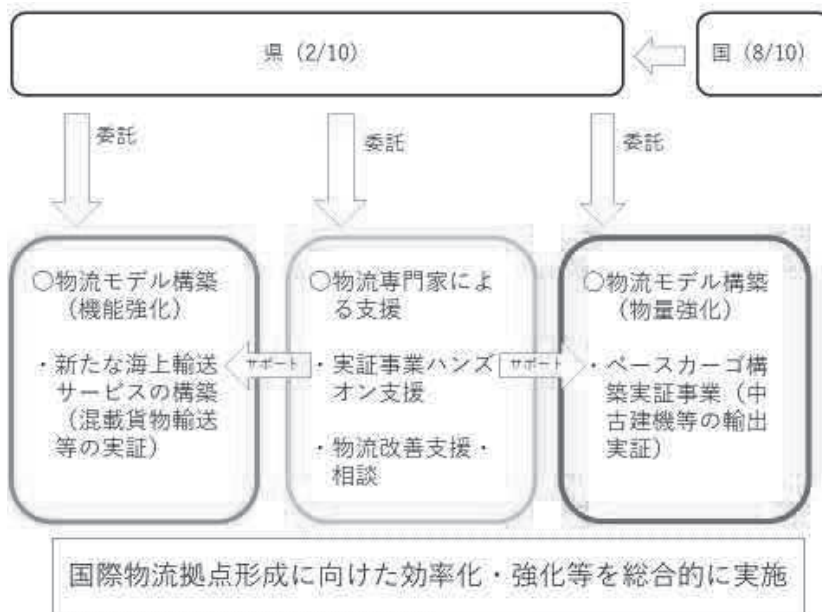 県（2/10）
国（8/10）
委託
委託
委託
○物流モデル構築
（機能強化）
・新たな海上輸送
サービスの構築
（混載貨物輸送
等の実証）
サポート
○物流専門家によ
る支援
・実証事業ハンズ
オン支援
・物流改善支援・
相談
サポート
○物流モデル構築
（物量強化）
・ベースカーゴ構
築実証事業（中
古建機等の輸出
実証）
国際物流拠点形成に向けた効率化・強化等を総合的に実施